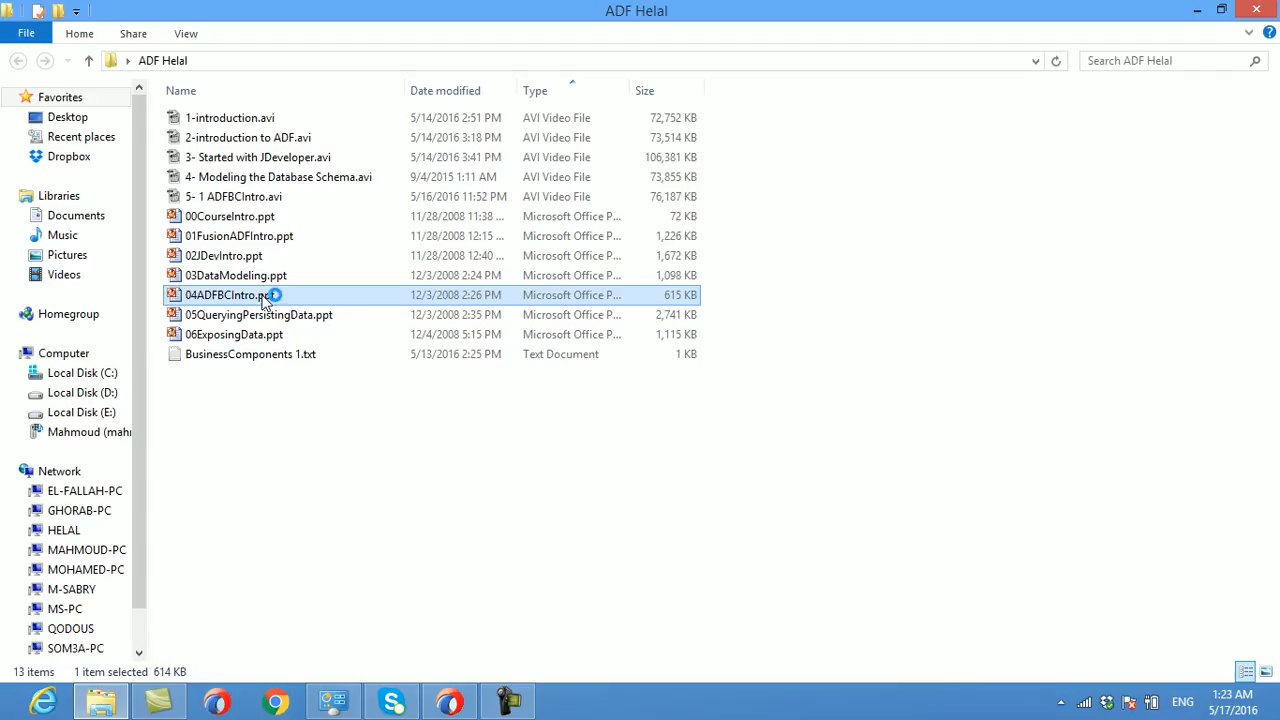 ADF Helal
File Home Share View
ADF Helal
Search ADF Helal
Name Date modified Type Size
Favorites
Desktop
Recent places
Dropbox
Libraries
Documents
Music
Pictures
Videos
Homegroup
Computer
Local Disk (C:)
Local Disk (D:)
Local Disk (E:)
Mahmoud (mahr
Network
EL-FALLAH-PC
GHORAB-PC
HELAL
MAHMOUD-PC
MOHAMED-PC
M-SABRY
MS-PC
QODOUS
SOM3A-PC
1-introduction.avi 5/14/2016 2:51 PM AVI Video File 72,752 KB
2-introduction to ADF.avi 5/14/2016 3:18 PM AVI Video File 73,514 KB
3- Started with JDeveloper.avi 5/14/2016 3:41 PM AVI Video File 106,381 KB
4- Modeling the Database Schema.avi 9/4/2015 1:11 AM AVI Video File 73,855 KB
5- 1 ADFBCIntro.avi 5/16/2016 11:52 PM AVI Video File 76,187 KB
00CourseIntro.ppt 11/28/2008 11:38 ... Microsoft Office P... 72 KB
01FusionADFIntro.ppt 11/28/2008 12:15 ... Microsoft Office P... 1,226 KB
02JDevIntro.ppt 11/28/2008 12:40 ... Microsoft Office P... 1,672 KB
03DataModeling.ppt 12/3/2008 2:24 PM Microsoft Office P... 1,098 KB
04ADFBCIntro.pp 12/3/2008 2:26 PM Microsoft Office P... 615 KB
05QueryingPersistingData.ppt 12/3/2008 2:35 PM Microsoft Office P... 2,741 KB
06ExposingData.ppt 12/4/2008 5:15 PM Microsoft Office P... 1,115 KB
BusinessComponents 1.txt 5/13/2016 2:25 PM Text Document 1 KB
13 items 1 item selected 614 KB
ENG
1:23 AM
5/17/2016